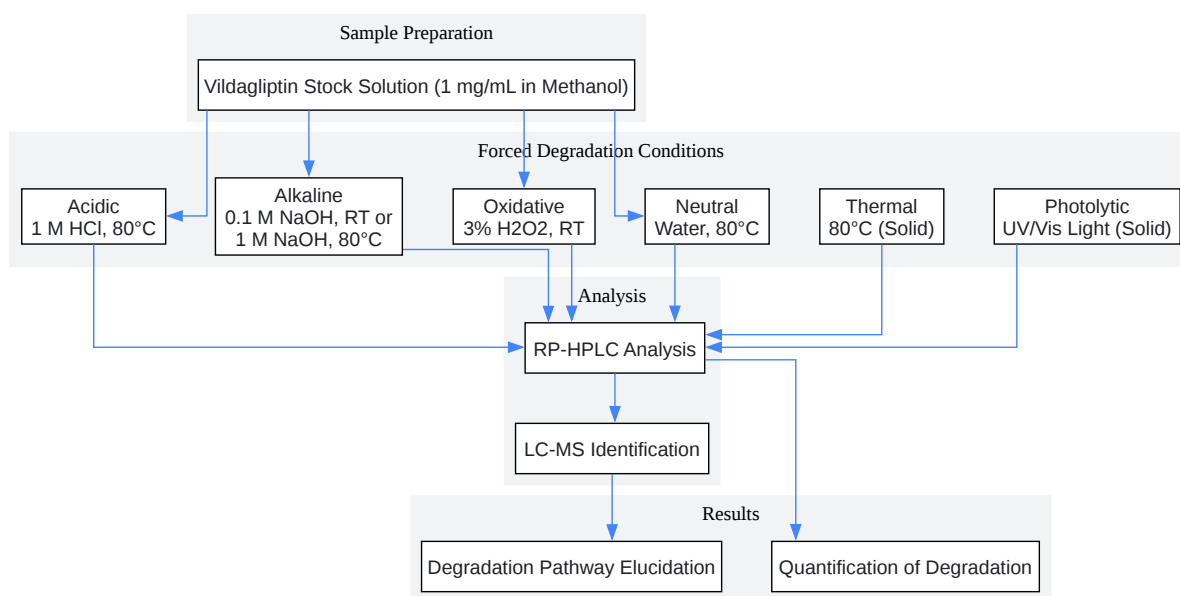 Sample Preparation
Vildagliptin Stock Solution (1 mg/mL in Methanol)
Forced Degradation Conditions
Acidic
1 M HCl, 80°C
Alkaline
0.1 M NaOH, RT or
1 M NaOH, 80°C
Oxidative
3% H2O2, RT
Neutral
Water, 80°C
Thermal
80°C (Solid)
Photolytic
UV/Vis Light (Solid)
Analysis
RP-HPLC Analysis
LC-MS Identification
Results
Degradation Pathway Elucidation
Quantification of Degradation